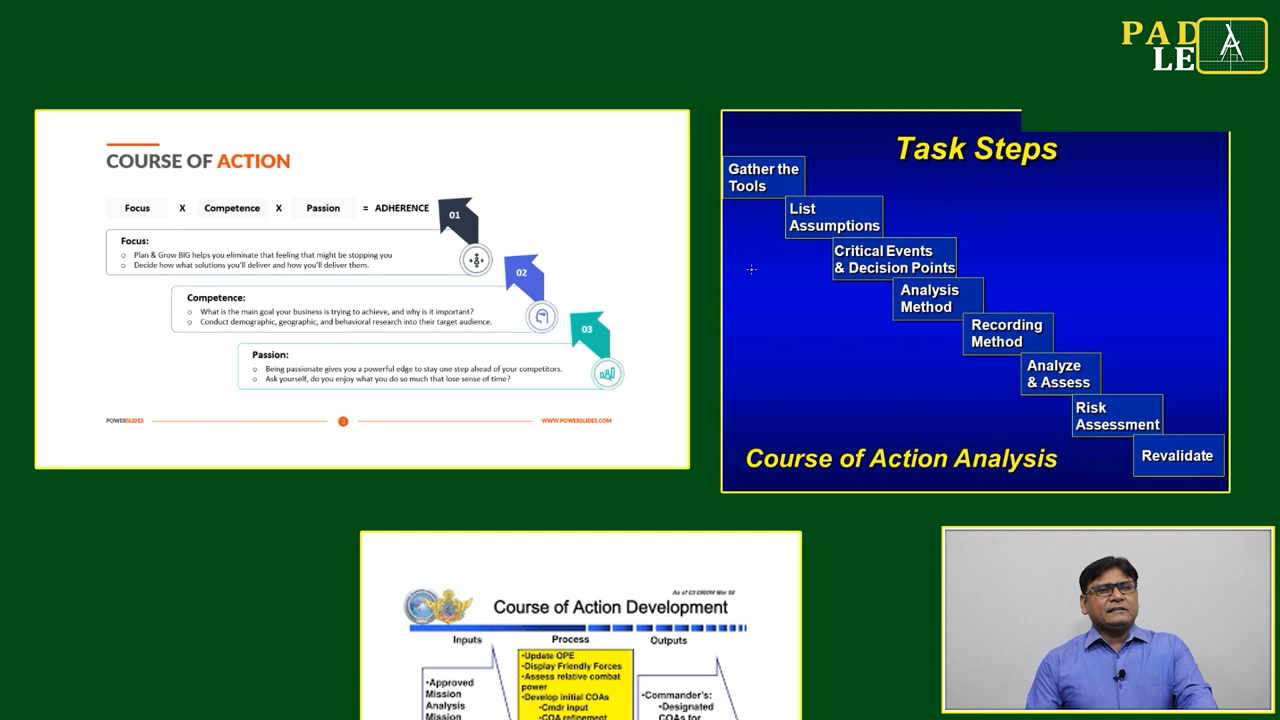 PAD
LE
COURSE OF ACTION
Focus X Competence X Passion = ADHERENCE
01
Focus:
o Plan & Grow BIG helps you eliminate that feeling that might be stopping you
o Decide how what solutions you'll deliver and how you'll deliver them.
02
Competence:
o What is the main goal your business is trying to achieve, and why is it important?
o Conduct demographic, geographic, and behavioral research into their target audience.
03
Passion:
o Being passionate gives you a powerful edge to stay one step ahead of your competitors.
o Ask yourself, do you enjoy what you do so much that lose sense of time?
POWERSLIDES
3
WWW.POWERSLIDES.COM
Task Steps
Gather the
Tools
List
Assumptions
Critical Events
& Decision Points
Analysis
Method
Recording
Method
Analyze
& Assess
Risk
Assessment
Revalidate
Course of Action Analysis
Course of Action Development
Inputs
Process
Outputs
•Approved
Mission
Analysis
Mission
•Update OPE
•Display Friendly Forces
•Assess relative combat
power
•Develop initial COAs
•Cmdr input
•COA refinement
•Commander's:
•Designated
COAs for